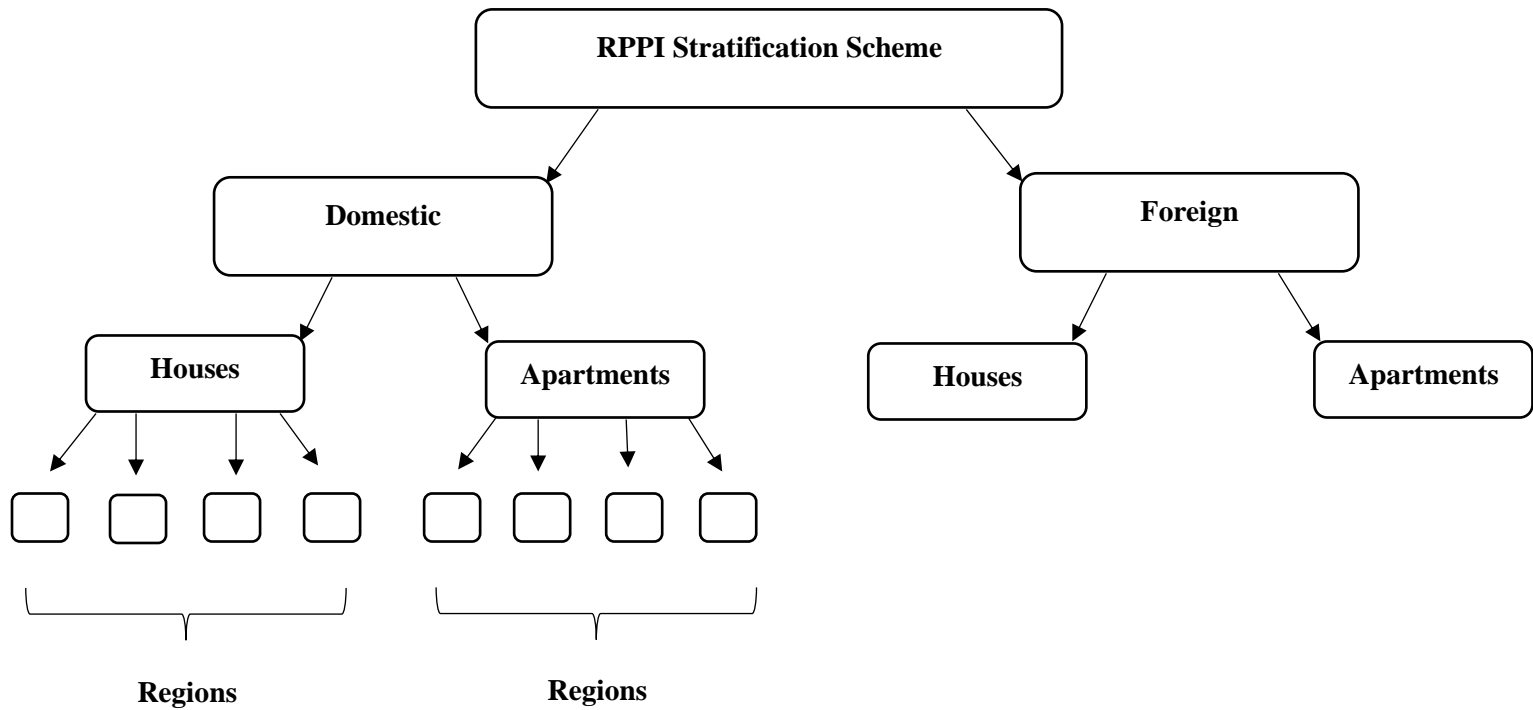 RPPI Stratification Scheme
Domestic
Foreign
Houses
Apartments
Houses
Apartments
Regions
Regions